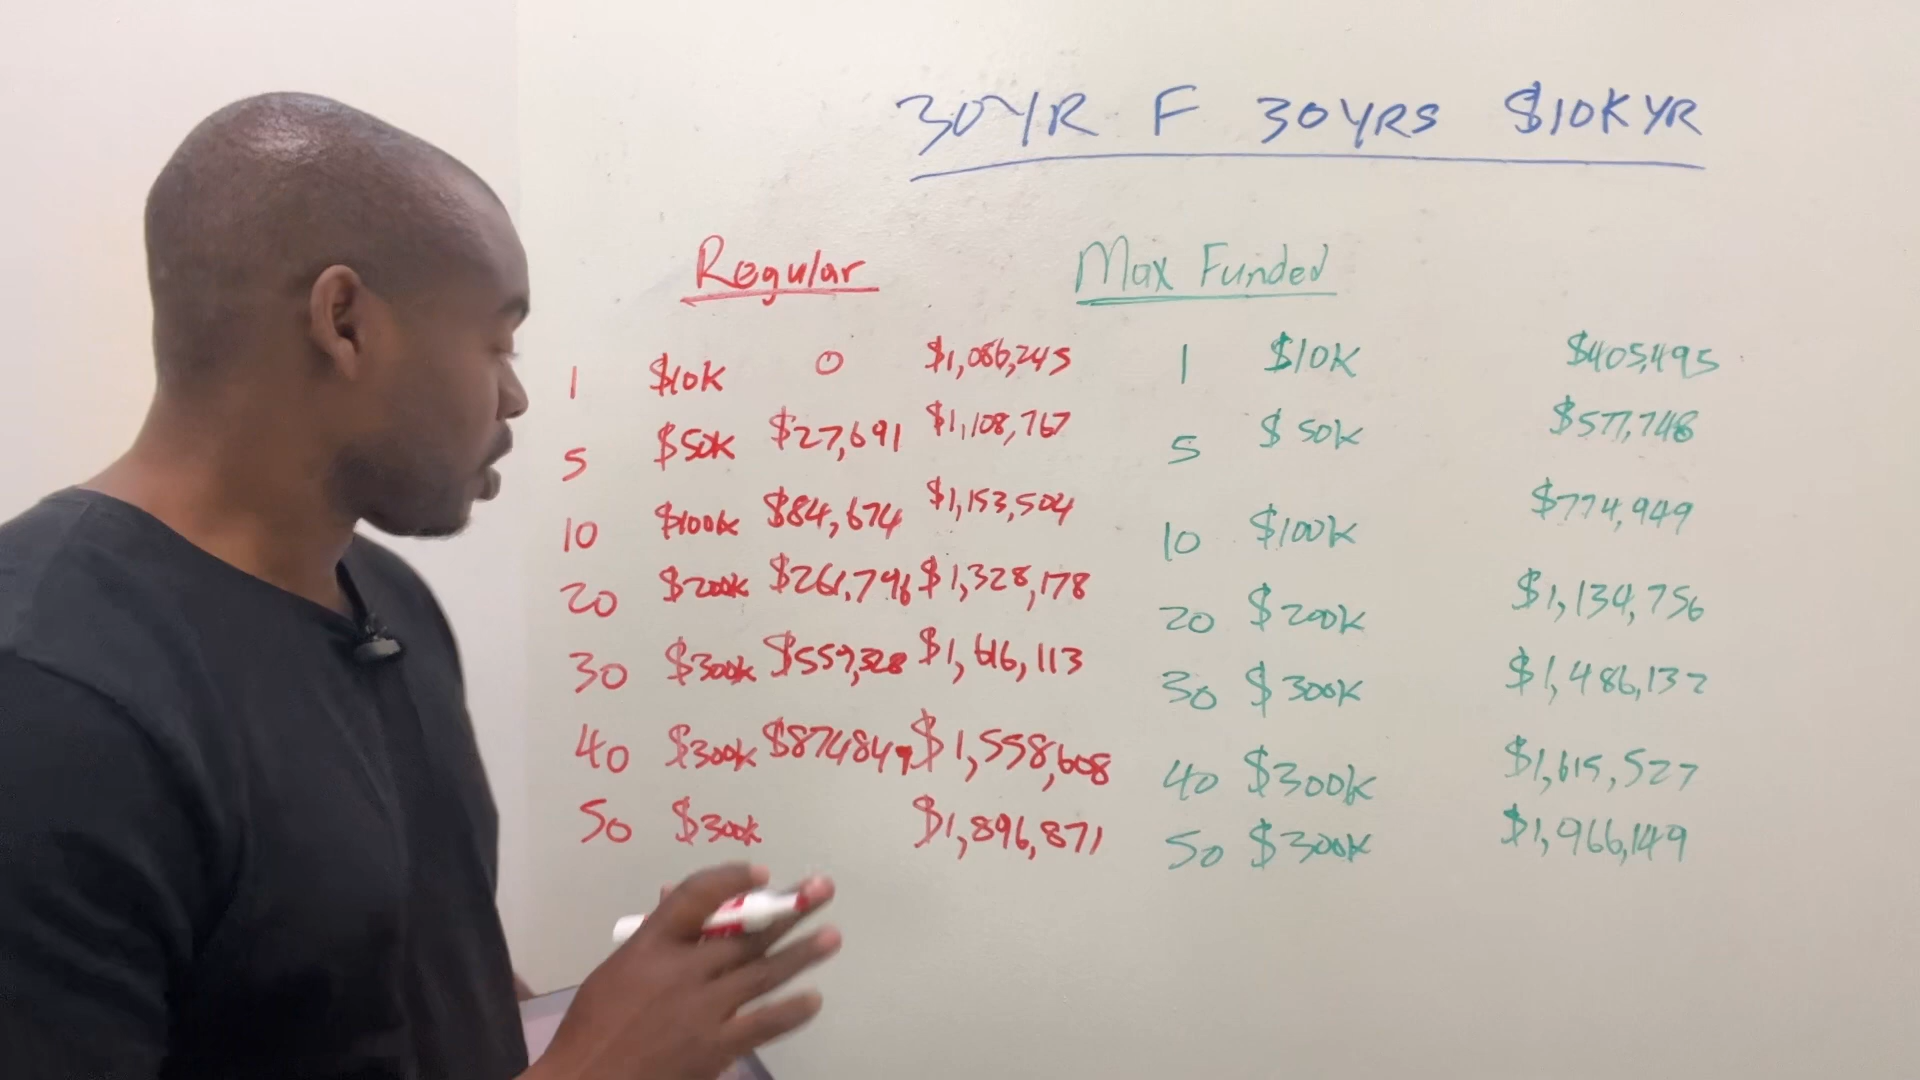 30YR F 30YRS $10K YR
Regular Max Funded
1 $10K 0 $1,086,245 1 $10K $405,495
5 $50K $27,691 $1,108,767 5 $50K $577,748
10 $100K $84,674 $1,153,504 10 $100K $774,949
20 $200K $261,796 $1,328,178 20 $200K $1,134,756
30 $300K $559,328 $1,616,113 30 $300K $1,486,132
40 $300K $874849 $1,558,608 40 $300K $1,615,527
50 $300K $1,896,871 50 $300K $1,966,149